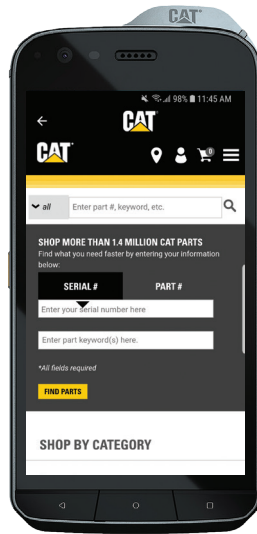 CAT
98% 11:45 AM
CAT
CAT
0
all
Enter part #, keyword, etc.
SHOP MORE THAN 1.4 MILLION CAT PARTS
Find what you need faster by entering your information
below:
SERIAL #
PART #
Enter your serial number here
Enter part keyword(s) here.
*All fields required
FIND PARTS
SHOP BY CATEGORY